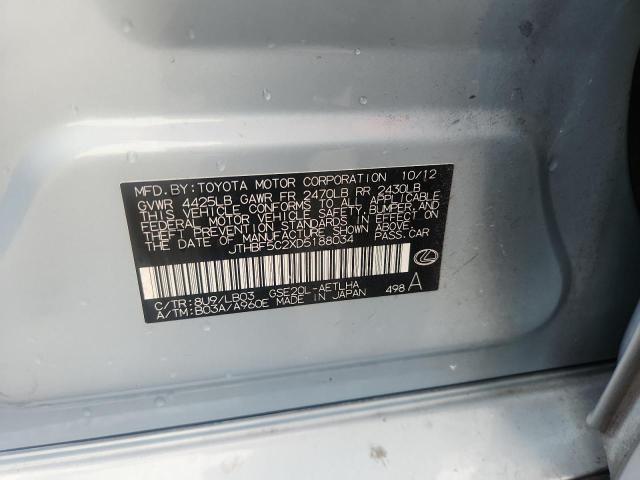 MFD. BY: TOYOTA MOTOR CORPORATION 10/12
GVWR 4425LB GAWR FR 2470LB RR 2430LB
THIS VEHICLE CONFORMS TO ALL APPLICABLE
FEDERAL MOTOR VEHICLE SAFETY, BUMPER, AND
THEFT PREVENTION STANDARDS IN EFFECT ON
THE DATE OF MANUFACTURE SHOWN ABOVE.
JTHBF5C2XD5188034 PASS.CAR
C/TR: 8U9/LB03 GSE20L-AETLHA
A/TM: B03A/A960E MADE IN JAPAN 498 A